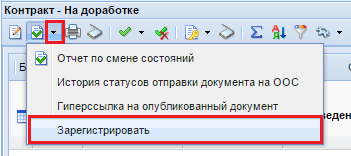 Контракт - На доработке
Отчет по смене состояний
История статусов отправки документа на ООС
Гиперссылка на опубликованный документ
Зарегистрировать